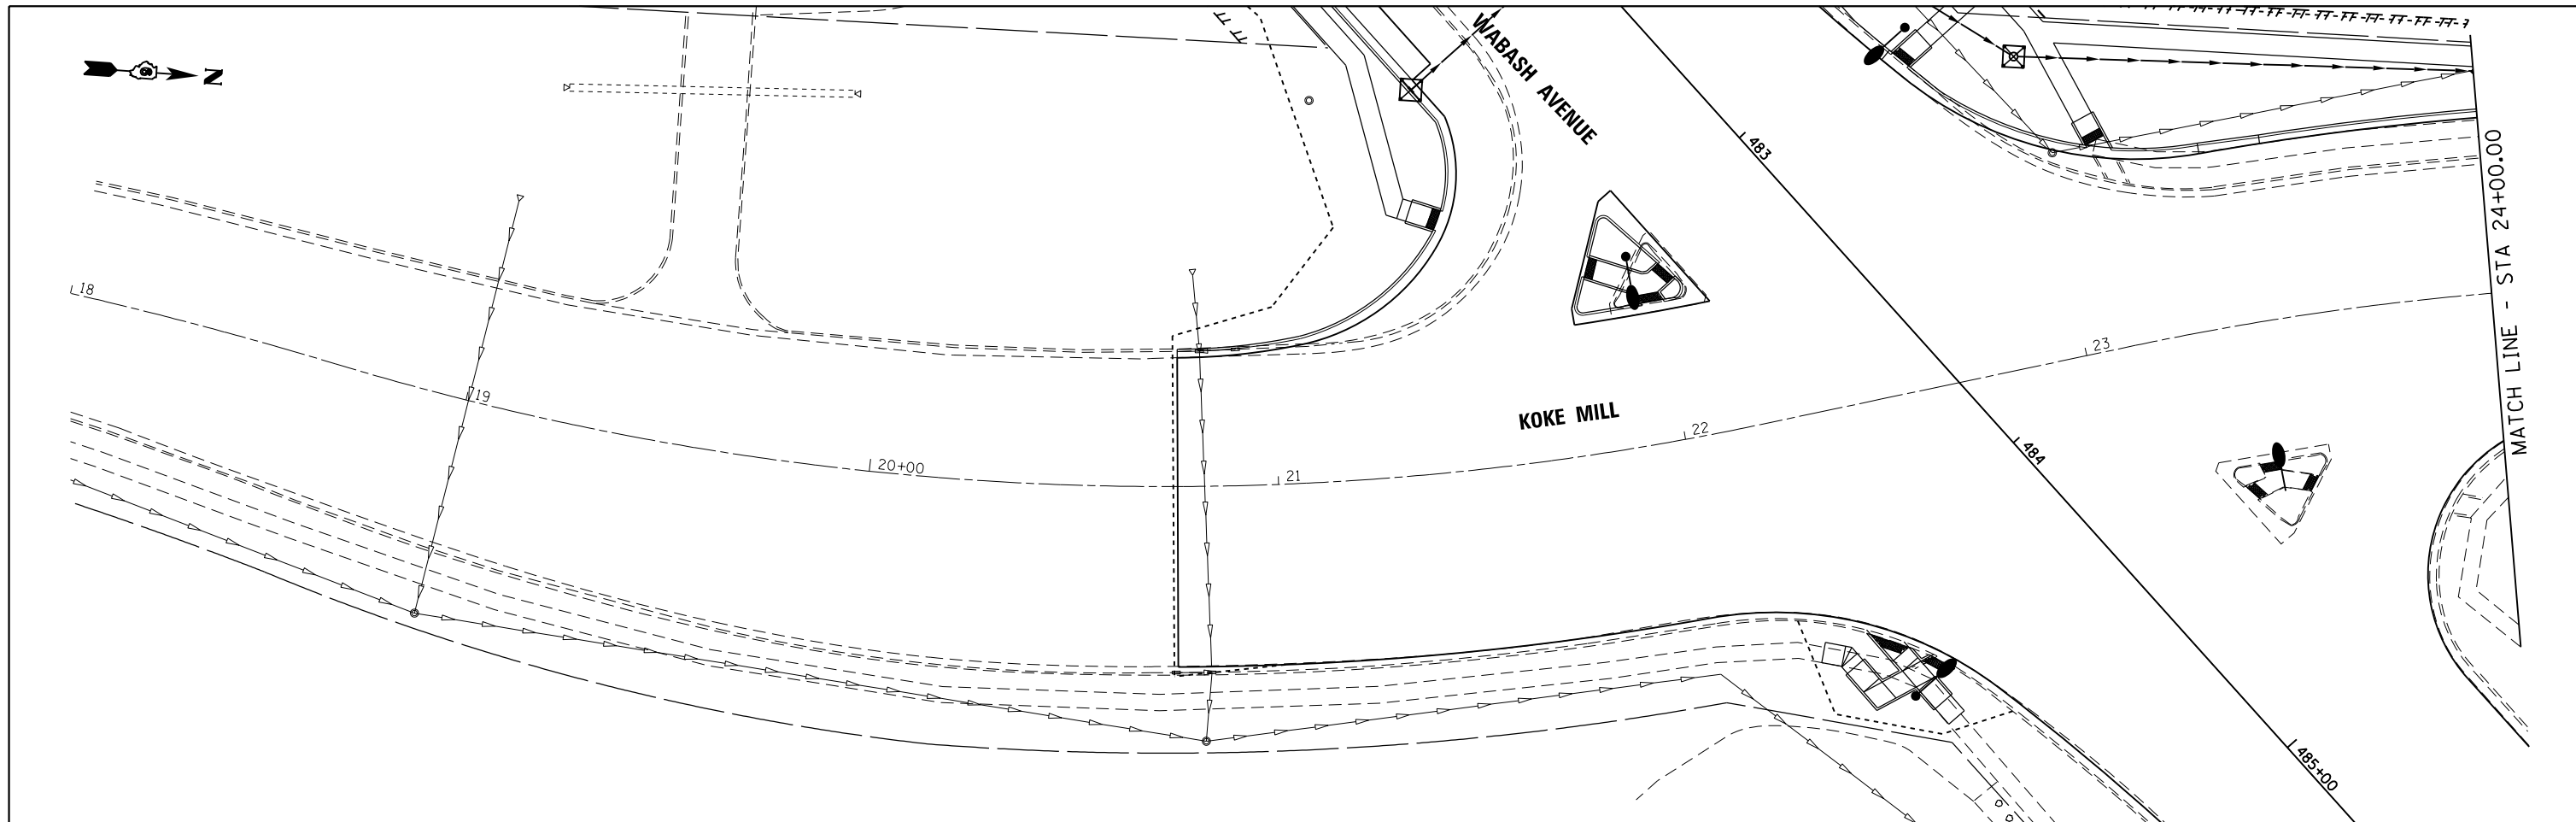 N
WABASH AVENUE
483
MATCH LINE - STA 24+00.00
18
19
20+00
21
22
23
KOKE MILL
484
485+00